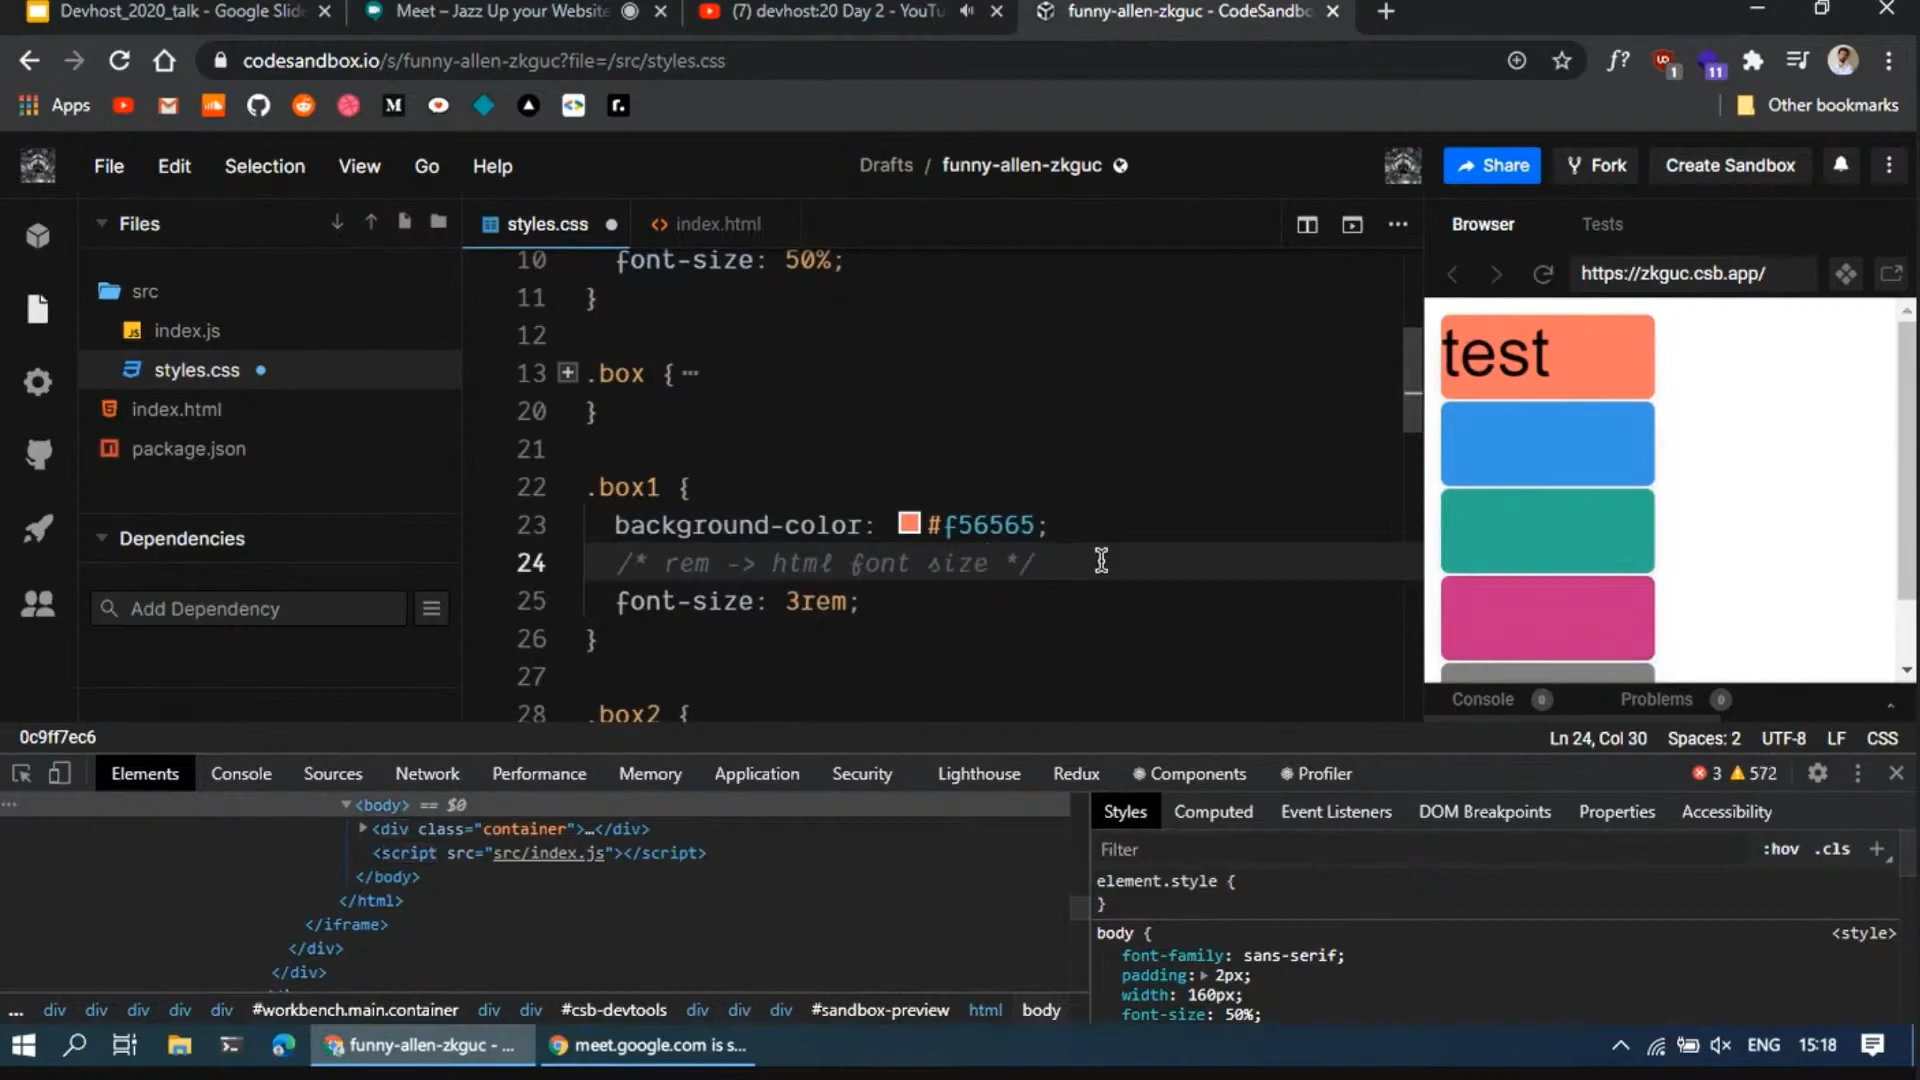 Devhost_2020_talk - Google Slide
Meet – Jazz Up your Website
(7) devhost:20 Day 2 - YouTu
funny-allen-zkguc - CodeSandbo
codesandbox.io/s/funny-allen-zkguc?file=/src/styles.css
f?
1
11
Apps
M
r.
Other bookmarks
File
Edit
Selection
View
Go
Help
Drafts / funny-allen-zkguc
Share
Fork
Create Sandbox
Files
styles.css
index.html
Browser
Tests
https://zkguc.csb.app/
src
index.js
styles.css
index.html
package.json
Dependencies
Add Dependency
10 font-size: 50%;
11 }
12
13 .box {
20 }
21
22 .box1 {
23 background-color: #f56565;
24 /* rem -> html font size */
25 font-size: 3rem;
26 }
27
28 .box2 {
test
Console 0
Problems 0
0c9ff7ec6
Ln 24, Col 30
Spaces: 2
UTF-8
LF
CSS
Elements
Console
Sources
Network
Performance
Memory
Application
Security
Lighthouse
Redux
Components
Profiler
3
572
<body> == $0
<div class="container">…</div>
<script src="src/index.js"></script>
</body>
</html>
</iframe>
</div>
</div>
Styles
Computed
Event Listeners
DOM Breakpoints
Properties
Accessibility
Filter
:hov .cls +
element.style {
}
body {
<style>
font-family: sans-serif;
padding: 2px;
width: 160px;
font-size: 50%;
... div div div div div #workbench.main.container div div #csb-devtools div div div #sandbox-preview html body
funny-allen-zkguc - ...
meet.google.com is s...
ENG
15:18